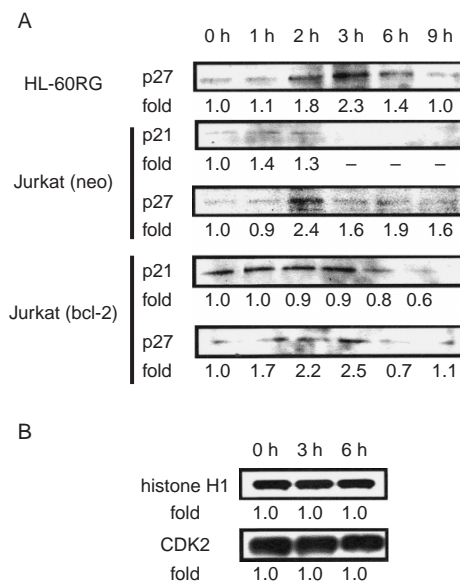 A
0 h 1 h 2 h 3 h 6 h 9 h
HL-60RG p27
fold 1.0 1.1 1.8 2.3 1.4 1.0
Jurkat (neo)
p21
fold 1.0 1.4 1.3 – – –
p27
fold 1.0 0.9 2.4 1.6 1.9 1.6
Jurkat (bcl-2)
p21
fold 1.0 1.0 0.9 0.9 0.8 0.6
p27
fold 1.0 1.7 2.2 2.5 0.7 1.1
B
0 h 3 h 6 h
histone H1
fold 1.0 1.0 1.0
CDK2
fold 1.0 1.0 1.0